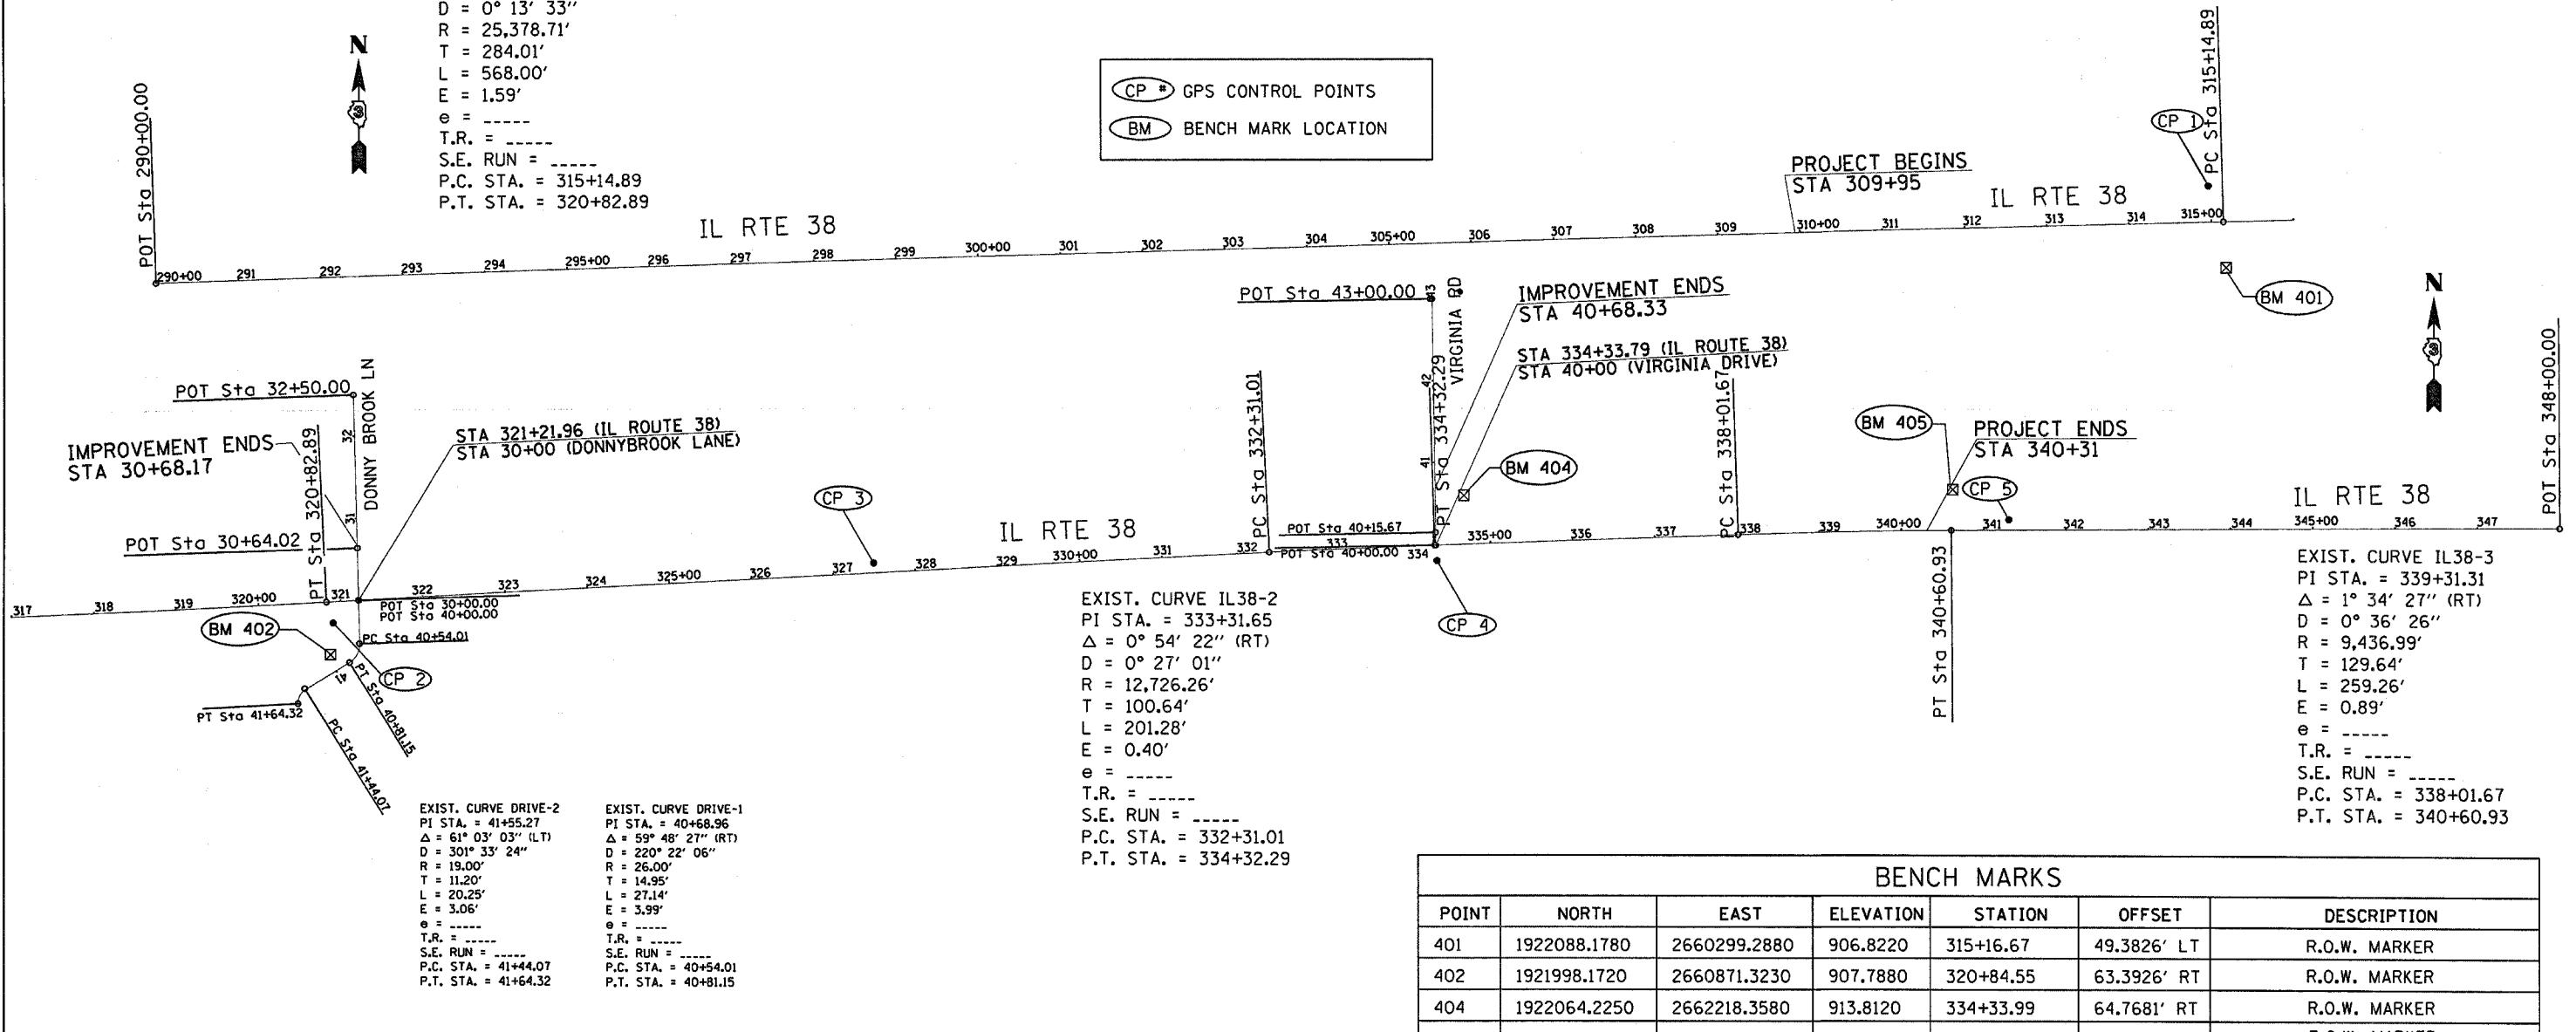 D = 0° 13' 33"
R = 25,378.71'
T = 284.01'
L = 568.00'
E = 1.59'
e = -----
T.R. = -----
S.E. RUN = -----
P.C. STA. = 315+14.89
P.T. STA. = 320+82.89
N
3
CP # GPS CONTROL POINTS
BM BENCH MARK LOCATION
POT Sta 290+00.00
IL RTE 38
290+00 291 292 293 294 295+00 296 297 298 299 300+00 301 302 303 304 305+00 306 307 308 309 310+00 311 312 313 314 315+00
PROJECT BEGINS
STA 309+95
IL RTE 38
CP 1
PC Sta 315+14.89
BM 401
N
3
POT Sta 43+00.00
43
VIRGINIA RD
IMPROVEMENT ENDS
STA 40+68.33
STA 334+33.79 (IL ROUTE 38)
STA 40+00 (VIRGINIA DRIVE)
POT Sta 32+50.00
DONNY BROOK LN
32
31
IMPROVEMENT ENDS
STA 30+68.17
PT Sta 320+82.89
STA 321+21.96 (IL ROUTE 38)
STA 30+00 (DONNYBROOK LANE)
POT Sta 30+64.02
CP 3
IL RTE 38
PC Sta 332+31.01
42
41
PT Sta 334+32.29
BM 404
PC Sta 338+01.67
BM 405
PROJECT ENDS
STA 340+31
CP 5
IL RTE 38
POT Sta 348+00.00
POT Sta 40+15.67
POT Sta 40+00.00
317 318 319 320+00 321 322 323 324 325+00 326 327 328 329 330+00 331 332 333 334 335+00 336 337 338 339 340+00 341 342 343 344 345+00 346 347
POT Sta 30+00.00
POT Sta 40+00.00
BM 402
PC Sta 40+54.01
CP 2
41
PT Sta 40+81.15
PT Sta 41+64.32
PC Sta 41+44.07
CP 4
PT Sta 340+60.93
EXIST. CURVE DRIVE-2
PI STA. = 41+55.27
Δ = 61° 03' 03" (LT)
D = 301° 33' 24"
R = 19.00'
T = 11.20'
L = 20.25'
E = 3.06'
e = -----
T.R. = -----
S.E. RUN = -----
P.C. STA. = 41+44.07
P.T. STA. = 41+64.32
EXIST. CURVE DRIVE-1
PI STA. = 40+68.96
Δ = 59° 48' 27" (RT)
D = 220° 22' 06"
R = 26.00'
T = 14.95'
L = 27.14'
E = 3.99'
e = -----
T.R. = -----
S.E. RUN = -----
P.C. STA. = 40+54.01
P.T. STA. = 40+81.15
EXIST. CURVE IL38-2
PI STA. = 333+31.65
Δ = 0° 54' 22" (RT)
D = 0° 27' 01"
R = 12,726.26'
T = 100.64'
L = 201.28'
E = 0.40'
e = -----
T.R. = -----
S.E. RUN = -----
P.C. STA. = 332+31.01
P.T. STA. = 334+32.29
EXIST. CURVE IL38-3
PI STA. = 339+31.31
Δ = 1° 34' 27" (RT)
D = 0° 36' 26"
R = 9,436.99'
T = 129.64'
L = 259.26'
E = 0.89'
e = -----
T.R. = -----
S.E. RUN = -----
P.C. STA. = 338+01.67
P.T. STA. = 340+60.93
BENCH MARKS
POINT NORTH EAST ELEVATION STATION OFFSET DESCRIPTION
401 1922088.1780 2660299.2880 906.8220 315+16.67 49.3826' LT R.O.W. MARKER
402 1921998.1720 2660871.3230 907.7880 320+84.55 63.3926' RT R.O.W. MARKER
404 1922064.2250 2662218.3580 913.8120 334+33.99 64.7681' RT R.O.W. MARKER